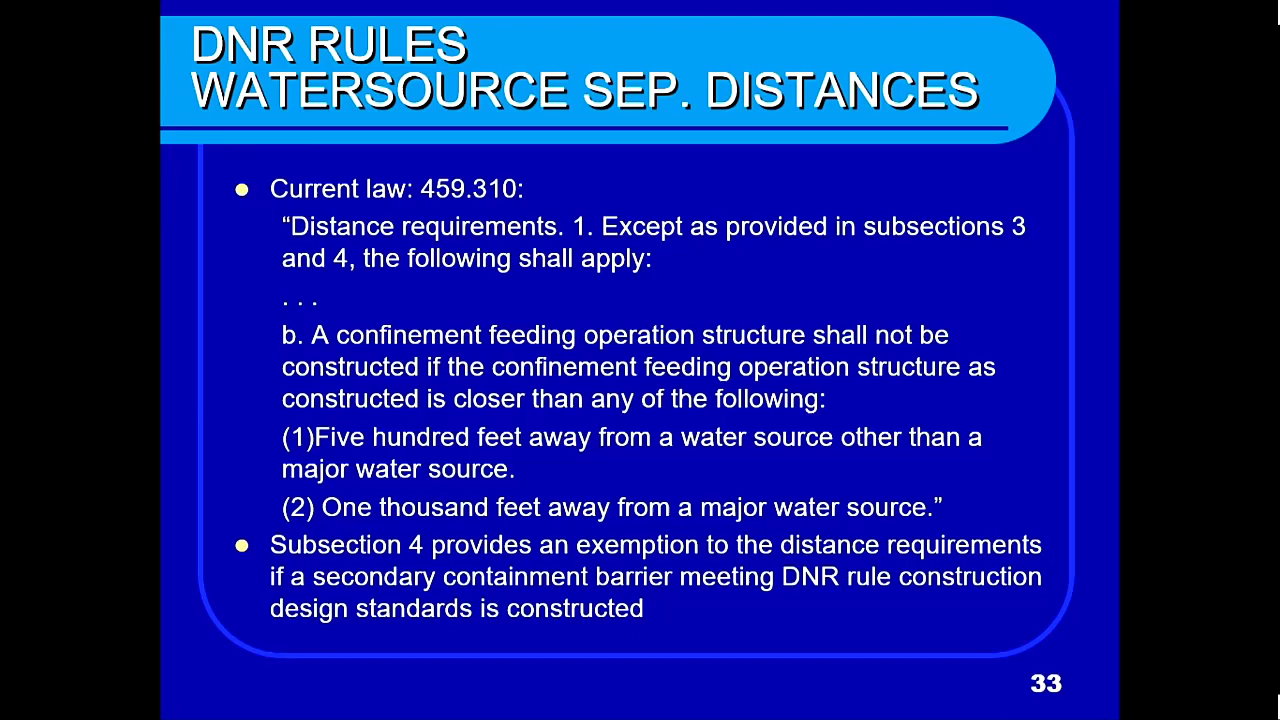 DNR RULES
WATERSOURCE SEP. DISTANCES
Current law: 459.310:
“Distance requirements. 1. Except as provided in subsections 3
and 4, the following shall apply:
. . .
b. A confinement feeding operation structure shall not be
constructed if the confinement feeding operation structure as
constructed is closer than any of the following:
(1)Five hundred feet away from a water source other than a
major water source.
(2) One thousand feet away from a major water source.”
Subsection 4 provides an exemption to the distance requirements
if a secondary containment barrier meeting DNR rule construction
design standards is constructed
33